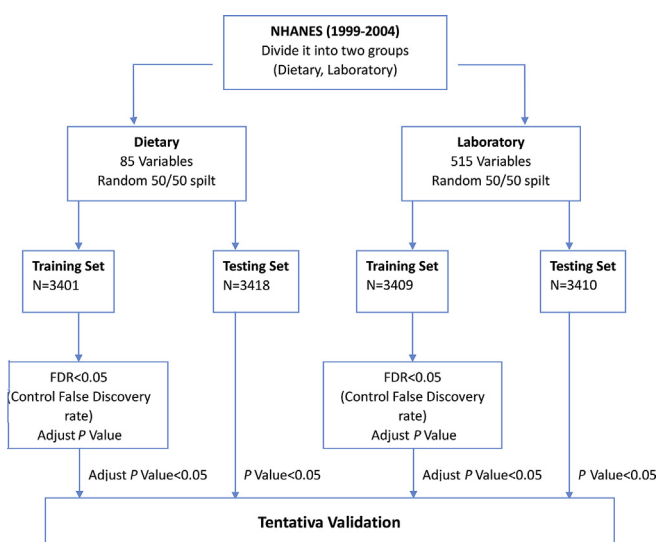 NHANES (1999-2004)
Divide it into two groups
(Dietary, Laboratory)
Dietary
85 Variables
Random 50/50 spilt
Laboratory
515 Variables
Random 50/50 spilt
Training Set
N=3401
Testing Set
N=3418
Training Set
N=3409
Testing Set
N=3410
FDR<0.05
(Control False Discovery
rate)
Adjust P Value
FDR<0.05
(Control False Discovery
rate)
Adjust P Value
Adjust P Value<0.05
P Value<0.05
Adjust P Value<0.05
P Value<0.05
Tentativa Validation